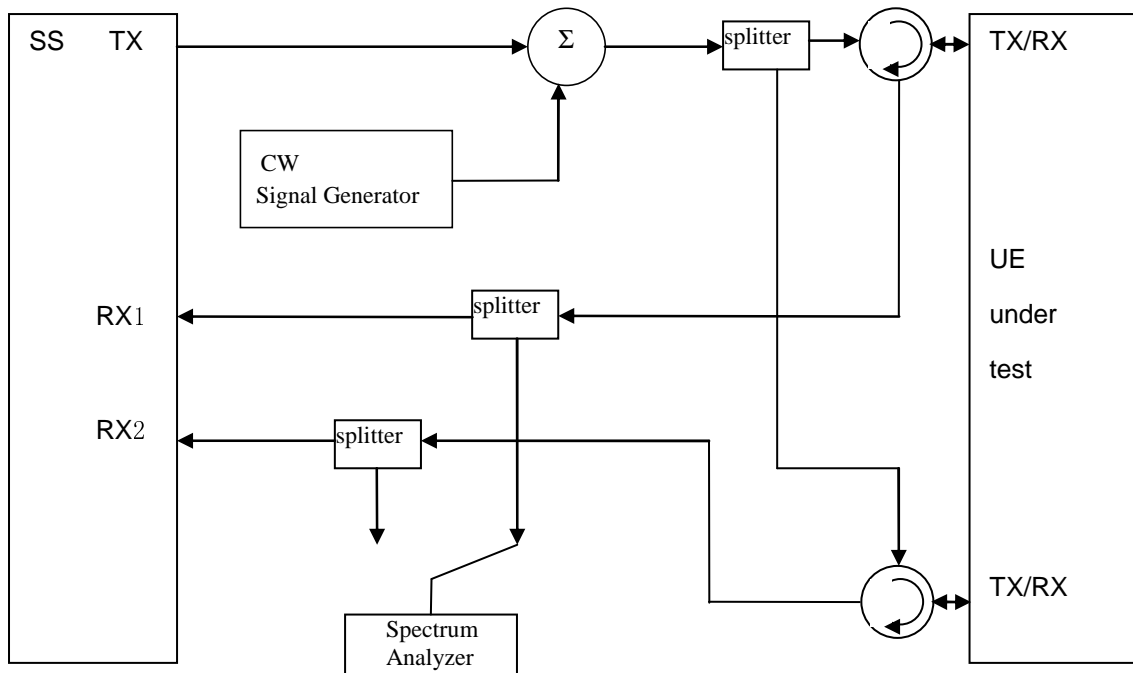 SS TX
Σ
splitter
TX/RX
CW
Signal Generator
UE
under
test
RX1
splitter
RX2
splitter
TX/RX
Spectrum
Analyzer